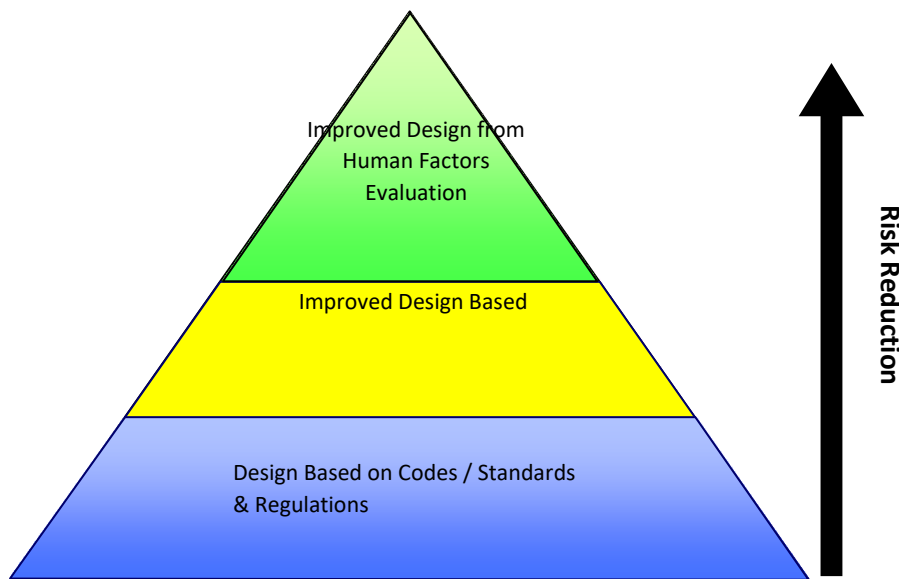 Improved Design from
Human Factors
Evaluation
Improved Design Based
Design Based on Codes / Standards
& Regulations
Risk Reduction